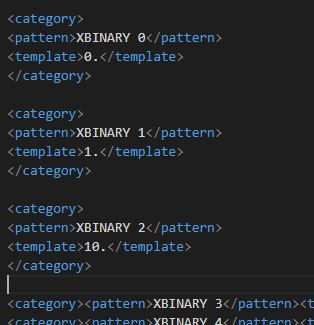 <category>
<pattern>XBINARY 0</pattern>
<template>0.</template>
</category>
<category>
<pattern>XBINARY 1</pattern>
<template>1.</template>
</category>
<category>
<pattern>XBINARY 2</pattern>
<template>10.</template>
</category>
<category><pattern>XBINARY 3</pattern><t
<category><pattern>XBINARY 4</pattern><t